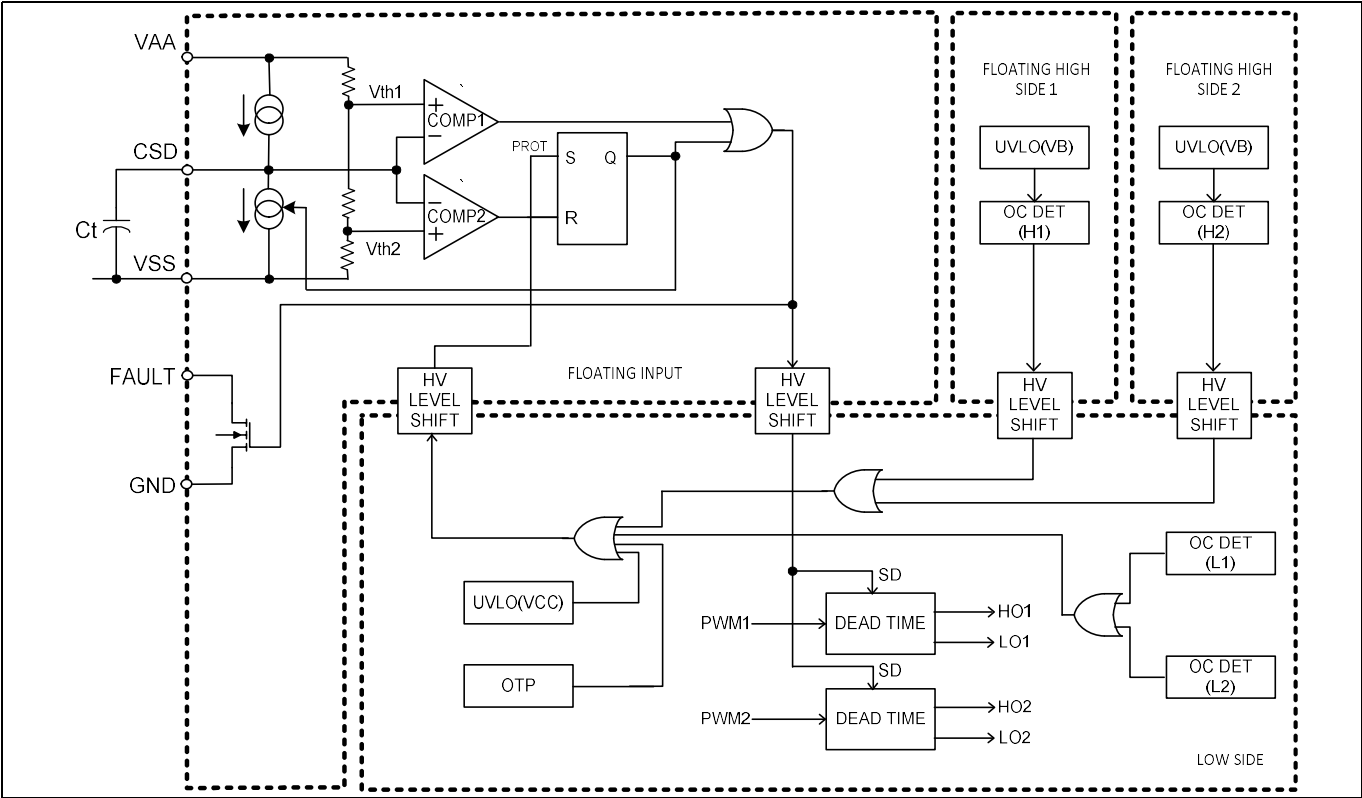 VAA
Vth1
COMP1
+
−
CSD
PROT
S
Q
R
−
COMP2
+
Ct
Vth2
VSS
FAULT
GND
FLOATING INPUT
FLOATING HIGH
SIDE 1
UVLO(VB)
OC DET
(H1)
FLOATING HIGH
SIDE 2
UVLO(VB)
OC DET
(H2)
HV
LEVEL
SHIFT
HV
LEVEL
SHIFT
HV
LEVEL
SHIFT
HV
LEVEL
SHIFT
UVLO(VCC)
OTP
SD
PWM1
DEAD TIME
HO1
LO1
SD
PWM2
DEAD TIME
HO2
LO2
OC DET
(L1)
OC DET
(L2)
LOW SIDE